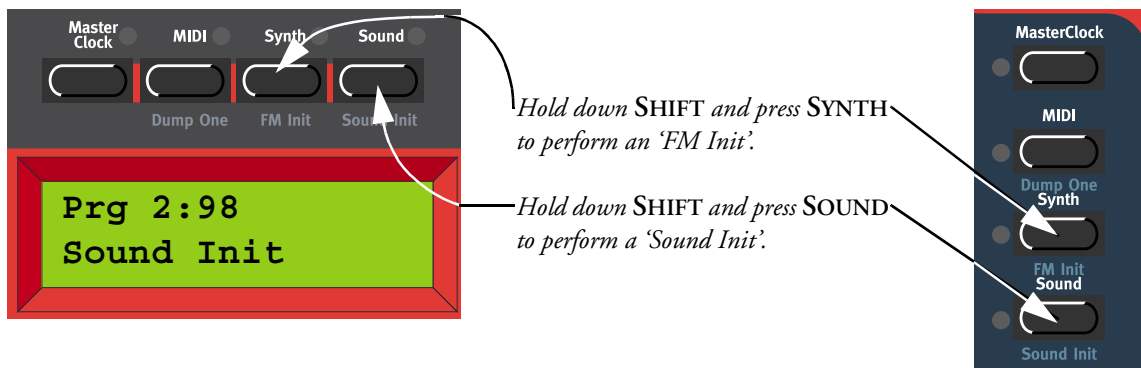 Master
Clock
MIDI
Synth
Sound
Dump One
FM Init
Sound Init
Prg 2:98
Sound Init
Hold down SHIFT and press SYNTH
to perform an ‘FM Init’.
Hold down SHIFT and press SOUND
to perform a ‘Sound Init’.
MasterClock
MIDI
Dump One
Synth
FM Init
Sound
Sound Init